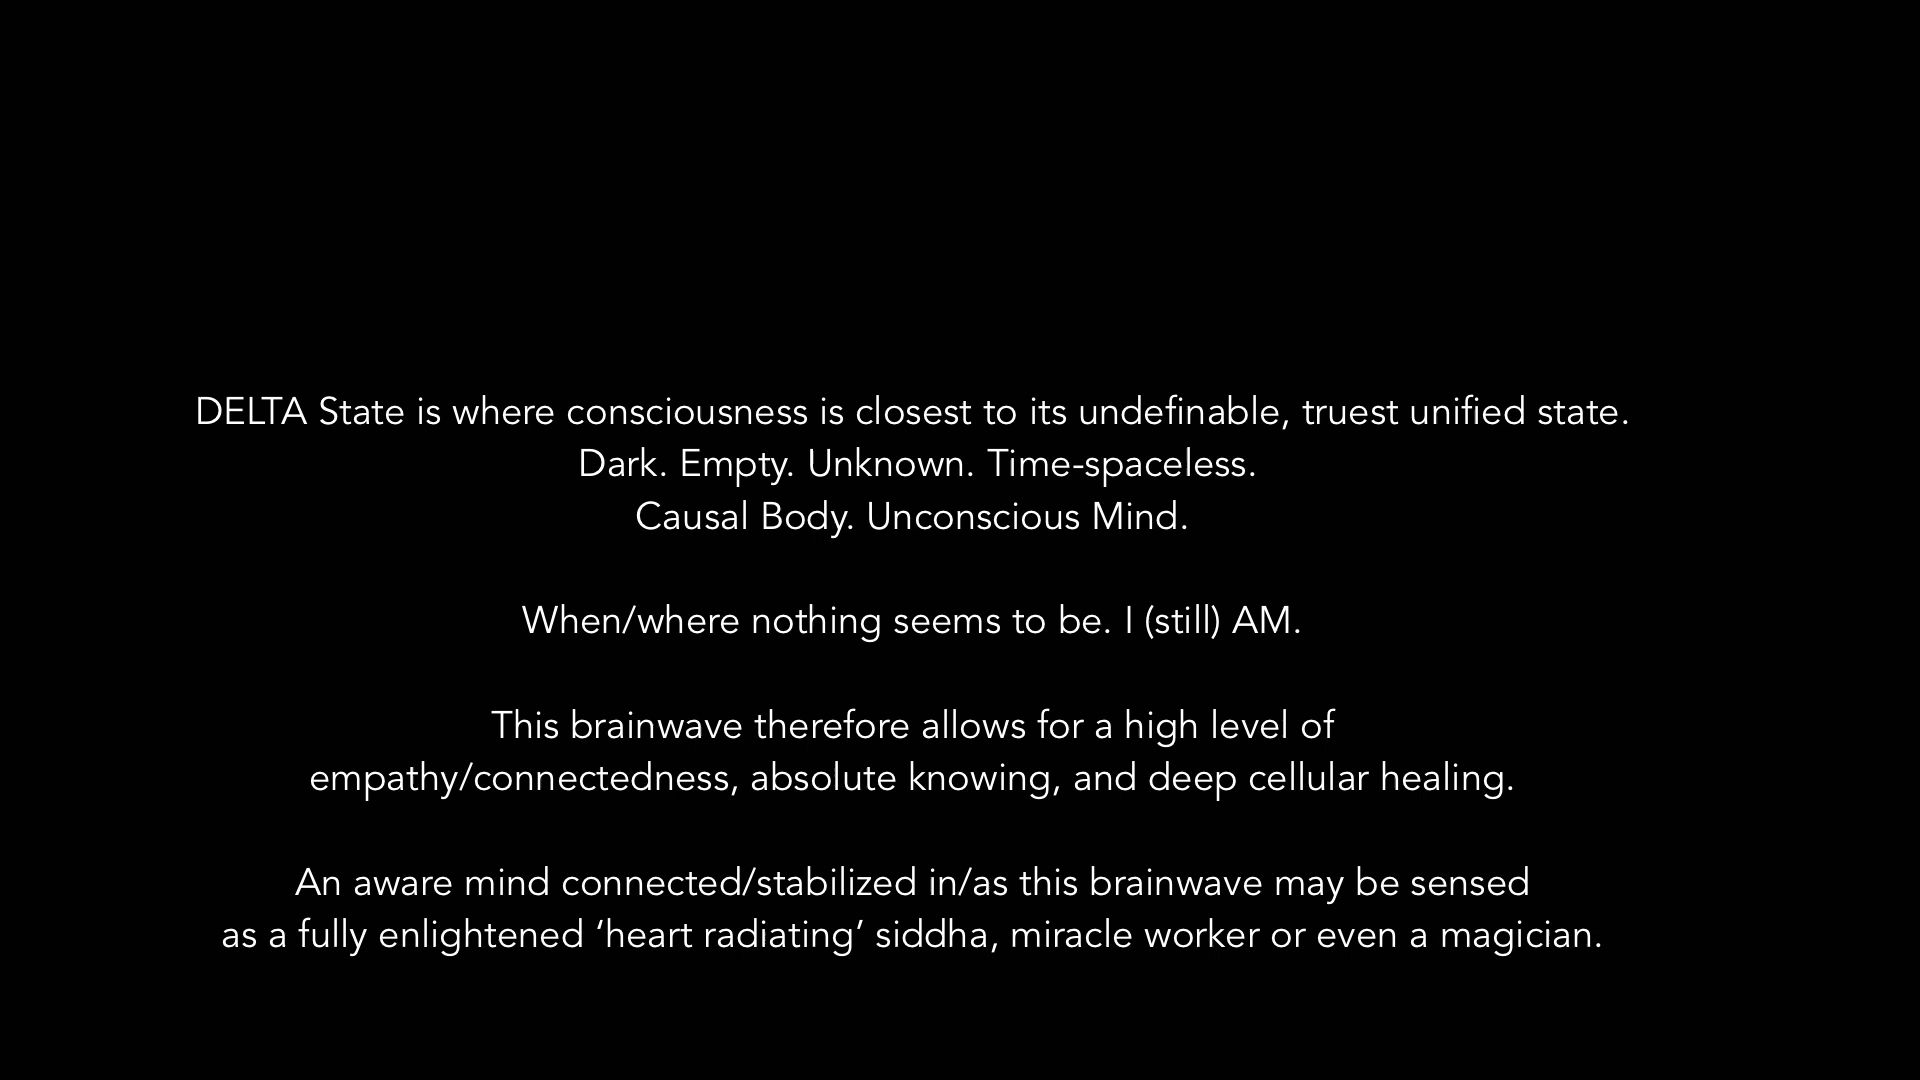 DELTA State is where consciousness is closest to its undefinable, truest unified state.
Dark. Empty. Unknown. Time-spaceless.
Causal Body. Unconscious Mind.
When/where nothing seems to be. I (still) AM.
This brainwave therefore allows for a high level of
empathy/connectedness, absolute knowing, and deep cellular healing.
An aware mind connected/stabilized in/as this brainwave may be sensed
as a fully enlightened ‘heart radiating’ siddha, miracle worker or even a magician.